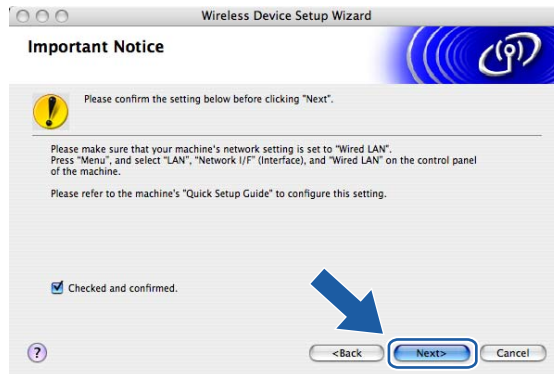 Wireless Device Setup Wizard
Important Notice
Please confirm the setting below before clicking "Next".
Please make sure that your machine's network setting is set to "Wired LAN".
Press "Menu", and select "LAN", "Network I/F" (Interface), and "Wired LAN" on the control panel
of the machine.
Please refer to the machine's "Quick Setup Guide" to configure this setting.
Checked and confirmed.
?
<Back Next> Cancel